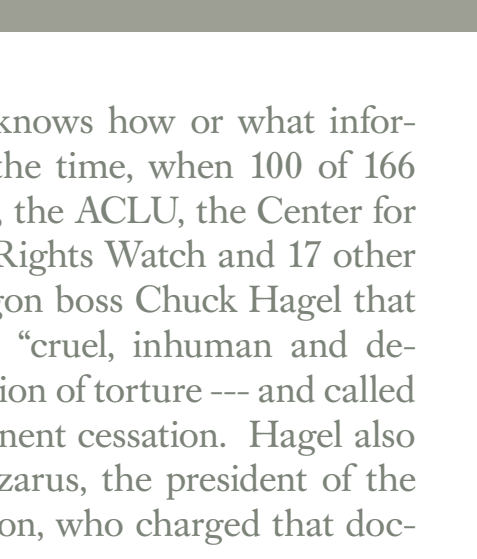 knows how or what infor-
the time, when 100 of 166
, the ACLU, the Center for
Rights Watch and 17 other
gon boss Chuck Hagel that
“cruel, inhuman and de-
ion of torture --- and called
nent cessation. Hagel also
zarus, the president of the
on, who charged that doc-